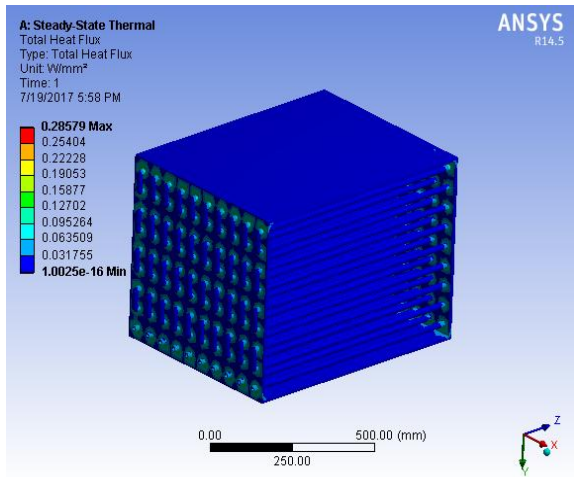 A: Steady-State Thermal
Total Heat Flux
Type: Total Heat Flux
Unit: W/mm²
Time: 1
7/19/2017 5:58 PM
0.28579 Max
0.25404
0.22228
0.19053
0.15877
0.12702
0.095264
0.063509
0.031755
1.0025e-16 Min
ANSYS
R14.5
0.00
500.00 (mm)
250.00
Z
X
Y